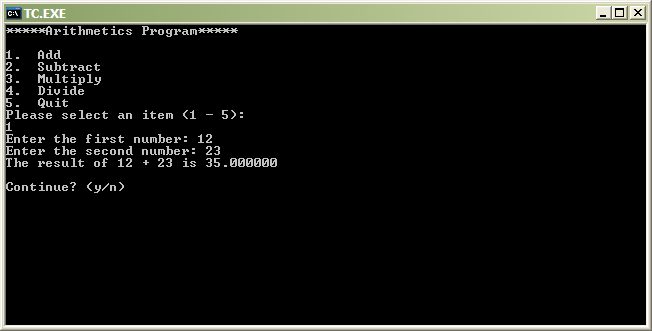 TC.EXE
*****Arithmetics Program*****
1.  Add
2.  Subtract
3.  Multiply
4.  Divide
5.  Quit
Please select an item (1 - 5):
1
Enter the first number: 12
Enter the second number: 23
The result of 12 + 23 is 35.000000
Continue? (y/n)